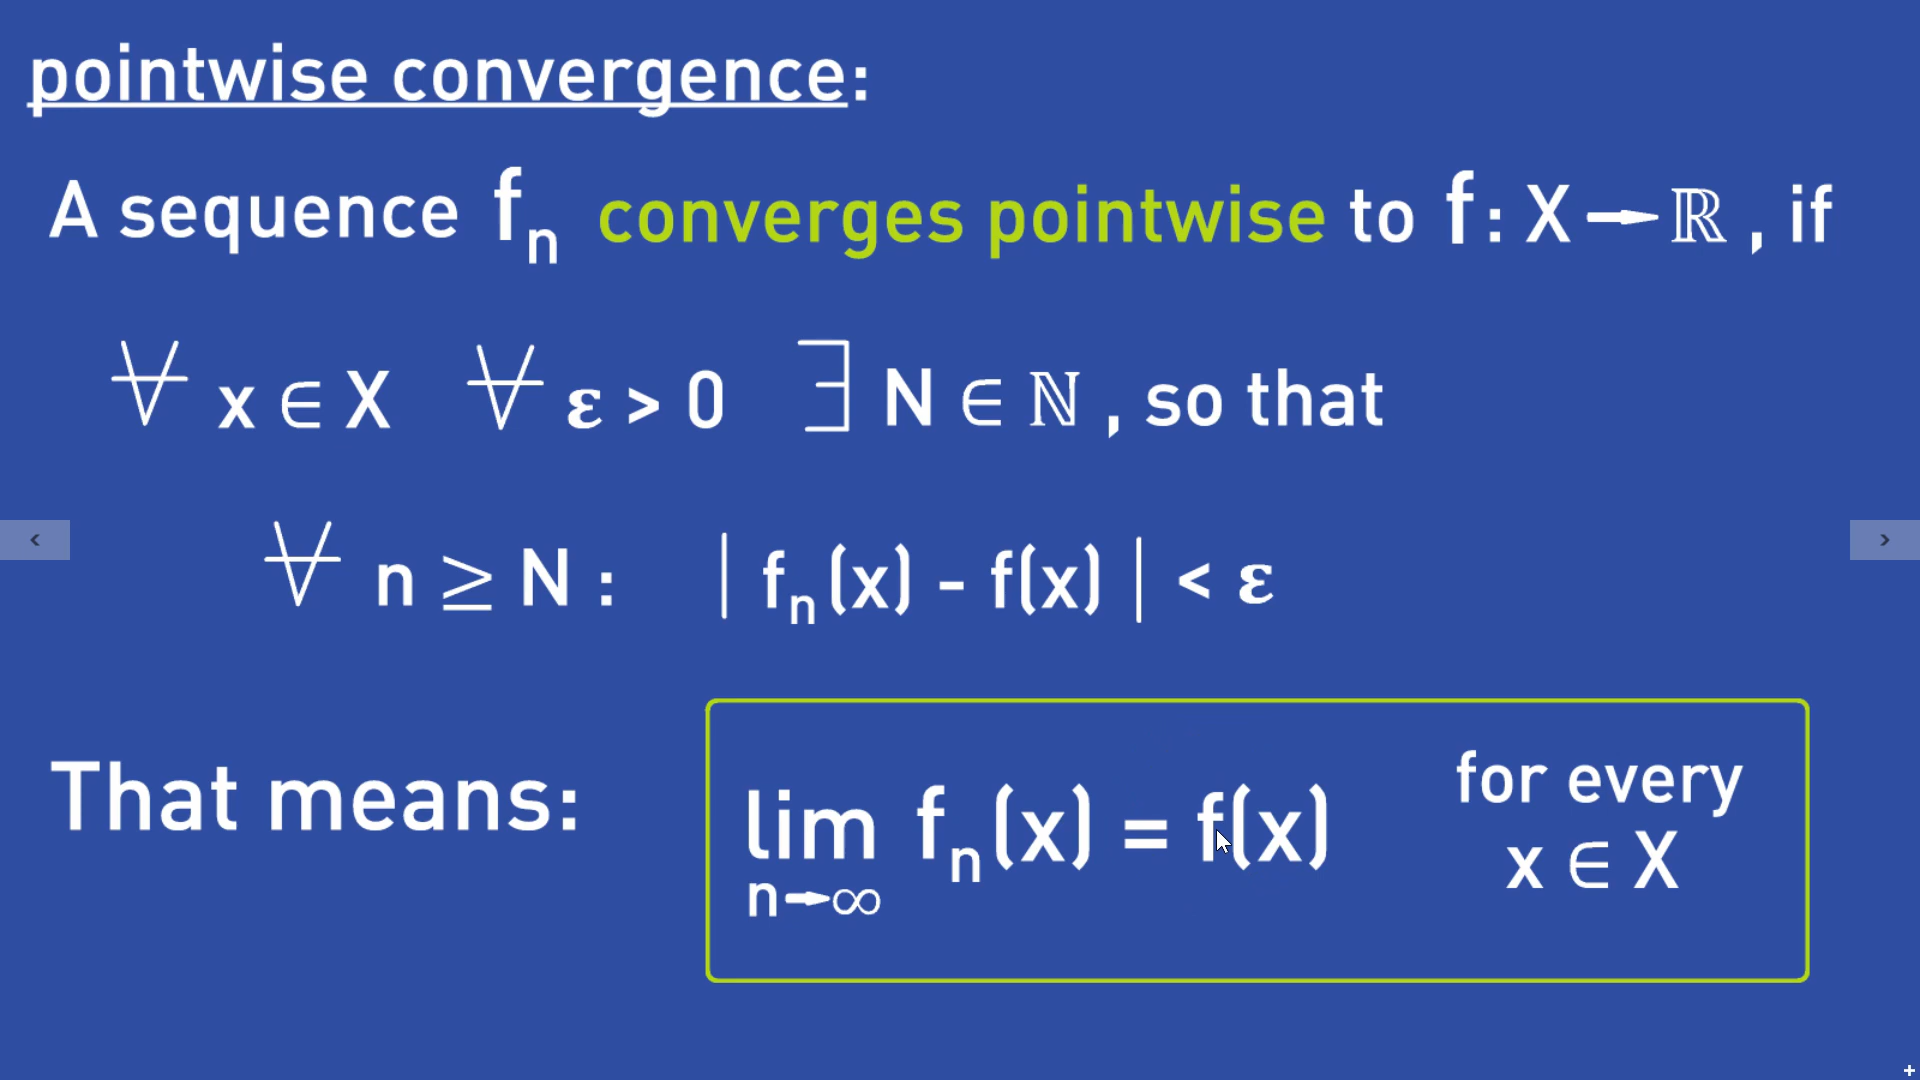 pointwise convergence:
A sequence fₙ converges pointwise to f: X→ℝ , if
∀ x ∈ X ∀ ε > 0 ∃ N ∈ ℕ , so that
∀ n ≥ N : | fₙ(x) - f(x) | < ε
That means:
lim fₙ(x) = f(x)
n→∞
for every
x ∈ X